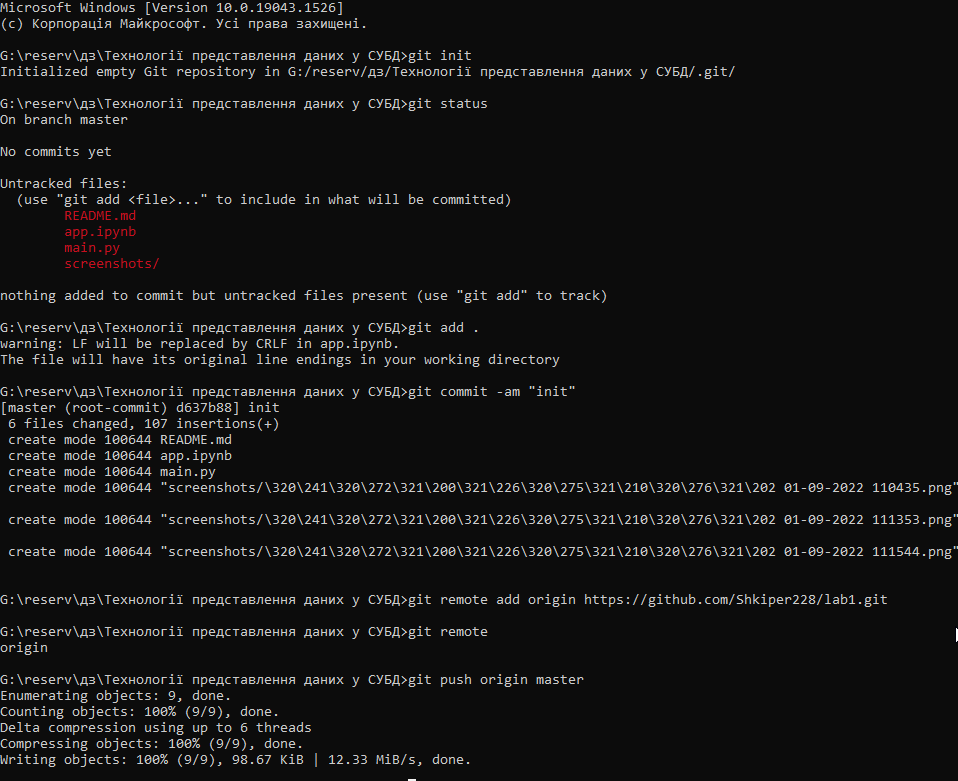 Microsoft Windows [Version 10.0.19043.1526]
(c) Корпорація Майкрософт. Усі права захищені.
G:\reserv\дз\Технології представлення даних у СУБД>git init
Initialized empty Git repository in G:/reserv/дз/Технології представлення даних у СУБД/.git/
G:\reserv\дз\Технології представлення даних у СУБД>git status
On branch master
No commits yet
Untracked files:
  (use "git add <file>..." to include in what will be committed)
        README.md
        app.ipynb
        main.py
        screenshots/
nothing added to commit but untracked files present (use "git add" to track)
G:\reserv\дз\Технології представлення даних у СУБД>git add .
warning: LF will be replaced by CRLF in app.ipynb.
The file will have its original line endings in your working directory
G:\reserv\дз\Технології представлення даних у СУБД>git commit -am "init"
[master (root-commit) d637b88] init
 6 files changed, 107 insertions(+)
 create mode 100644 README.md
 create mode 100644 app.ipynb
 create mode 100644 main.py
 create mode 100644 "screenshots/\320\241\320\272\321\200\321\226\320\275\321\210\320\276\321\202 01-09-2022 110435.png"
 create mode 100644 "screenshots/\320\241\320\272\321\200\321\226\320\275\321\210\320\276\321\202 01-09-2022 111353.png"
 create mode 100644 "screenshots/\320\241\320\272\321\200\321\226\320\275\321\210\320\276\321\202 01-09-2022 111544.png"
G:\reserv\дз\Технології представлення даних у СУБД>git remote add origin https://github.com/Shkiper228/lab1.git
G:\reserv\дз\Технології представлення даних у СУБД>git remote
origin
G:\reserv\дз\Технології представлення даних у СУБД>git push origin master
Enumerating objects: 9, done.
Counting objects: 100% (9/9), done.
Delta compression using up to 6 threads
Compressing objects: 100% (9/9), done.
Writing objects: 100% (9/9), 98.67 KiB | 12.33 MiB/s, done.